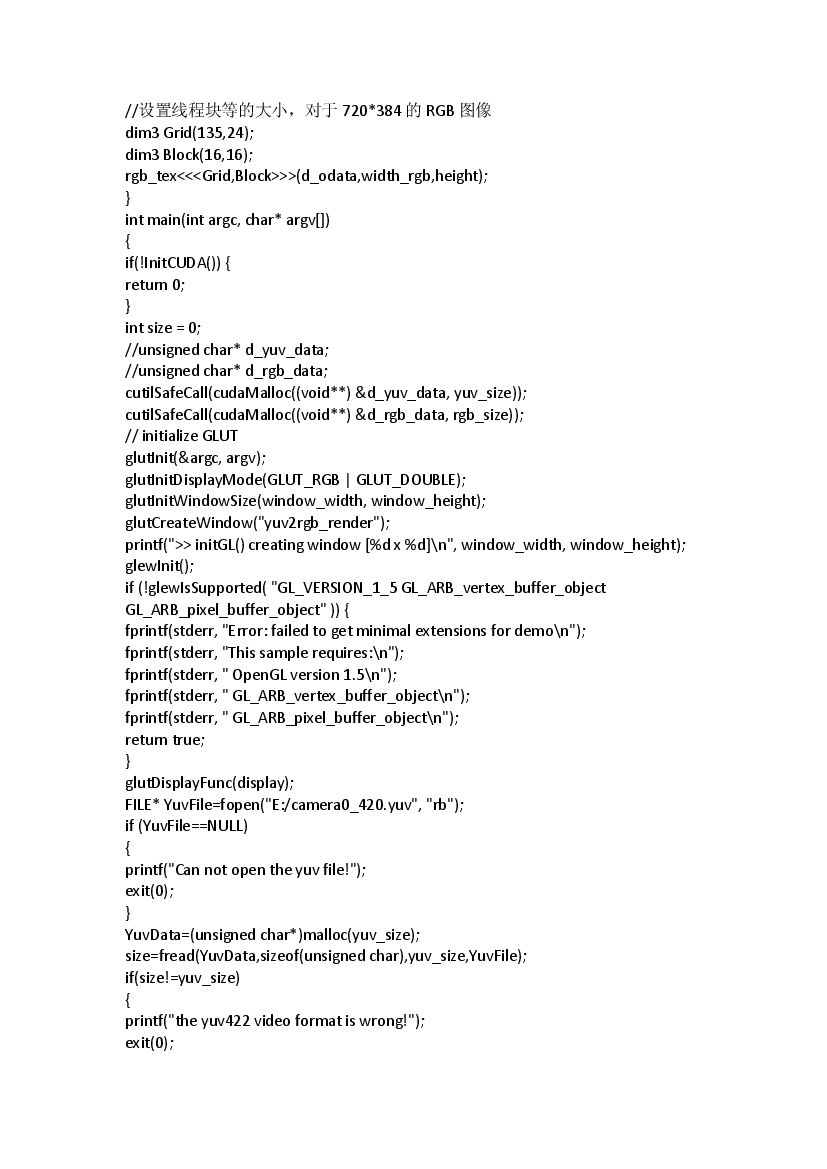 //设置线程块等的大小，对于 720*384 的 RGB 图像
dim3 Grid(135,24);
dim3 Block(16,16);
rgb_tex<<<Grid,Block>>>(d_odata,width_rgb,height);
}
int main(int argc, char* argv[])
{
if(!InitCUDA()) {
return 0;
}
int size = 0;
//unsigned char* d_yuv_data;
//unsigned char* d_rgb_data;
cutilSafeCall(cudaMalloc((void**) &d_yuv_data, yuv_size));
cutilSafeCall(cudaMalloc((void**) &d_rgb_data, rgb_size));
// initialize GLUT
glutInit(&argc, argv);
glutInitDisplayMode(GLUT_RGB | GLUT_DOUBLE);
glutInitWindowSize(window_width, window_height);
glutCreateWindow("yuv2rgb_render");
printf(">> initGL() creating window [%d x %d]\n", window_width, window_height);
glewInit();
if (!glewIsSupported( "GL_VERSION_1_5 GL_ARB_vertex_buffer_object
GL_ARB_pixel_buffer_object" )) {
fprintf(stderr, "Error: failed to get minimal extensions for demo\n");
fprintf(stderr, "This sample requires:\n");
fprintf(stderr, " OpenGL version 1.5\n");
fprintf(stderr, " GL_ARB_vertex_buffer_object\n");
fprintf(stderr, " GL_ARB_pixel_buffer_object\n");
return true;
}
glutDisplayFunc(display);
FILE* YuvFile=fopen("E:/camera0_420.yuv", "rb");
if (YuvFile==NULL)
{
printf("Can not open the yuv file!");
exit(0);
}
YuvData=(unsigned char*)malloc(yuv_size);
size=fread(YuvData,sizeof(unsigned char),yuv_size,YuvFile);
if(size!=yuv_size)
{
printf("the yuv422 video format is wrong!");
exit(0);